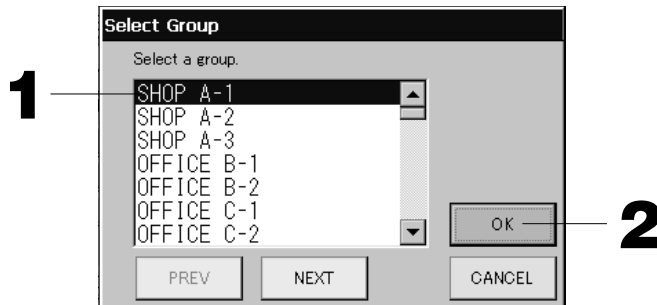 Select Group
Select a group.
1
SHOP A-1
SHOP A-2
SHOP A-3
OFFICE B-1
OFFICE B-2
OFFICE C-1
OFFICE C-2
OK
2
PREV
NEXT
CANCEL